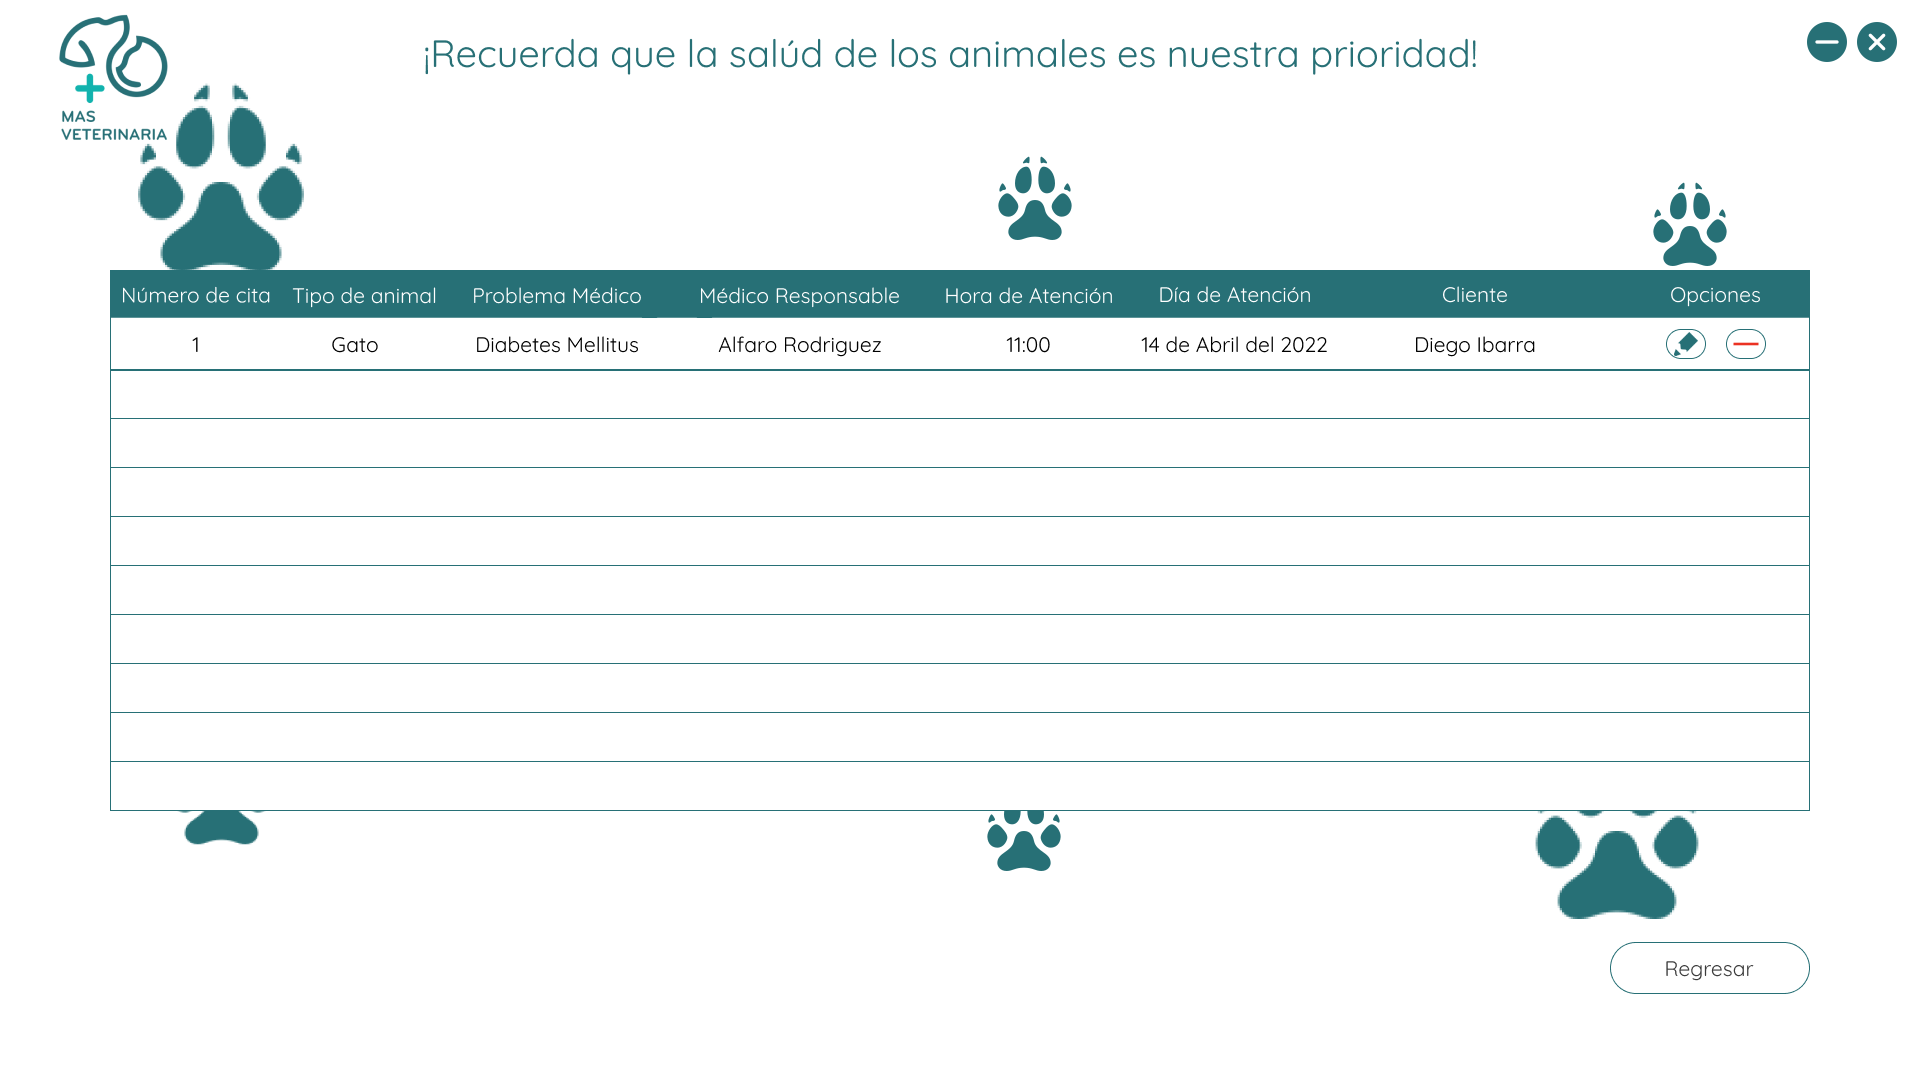 ¡Recuerda que la salúd de los animales es nuestra prioridad!
MAS
VETERINARIA
Número de cita Tipo de animal Problema Médico Médico Responsable Hora de Atención Día de Atención Cliente Opciones
1 Gato Diabetes Mellitus Alfaro Rodriguez 11:00 14 de Abril del 2022 Diego Ibarra
Regresar